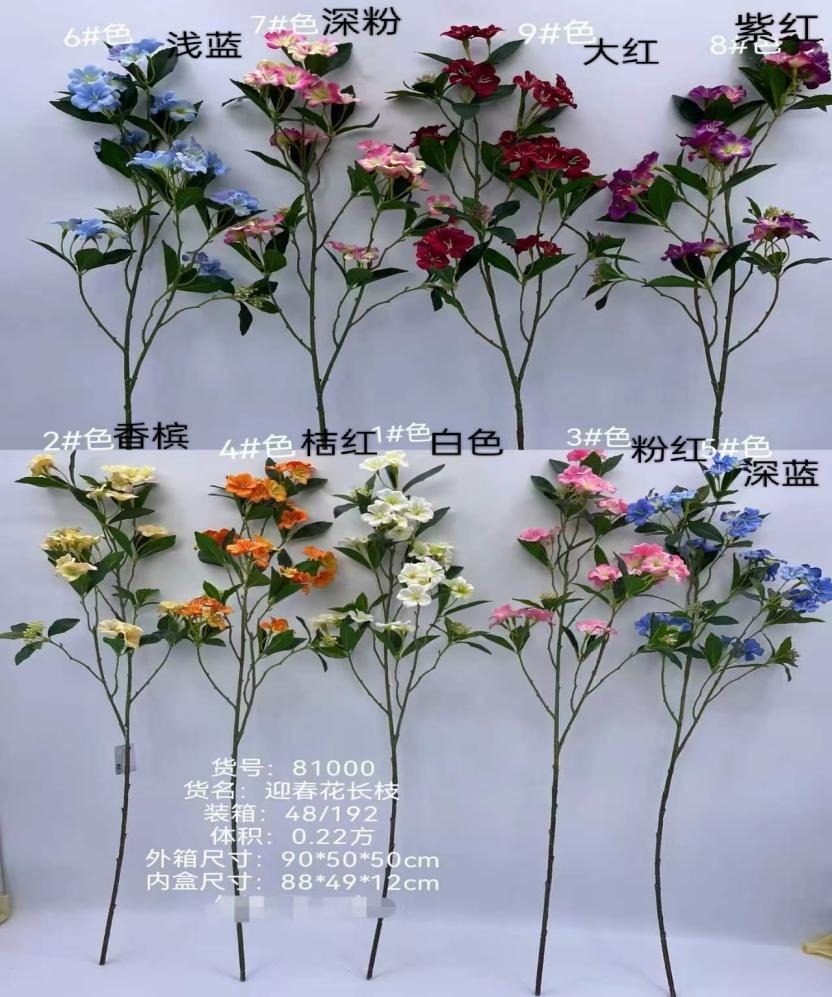 6#色 浅蓝
7#色 深粉
9#色 大红
8#色 紫红
2#色 香槟
4#色 桔红
1#色 白色
3#色 粉红
5#色 深蓝
货号：81000
货名：迎春花长枝
装箱：48/192
体积：0.22方
外箱尺寸：90*50*50cm
内盒尺寸：88*49*12cm